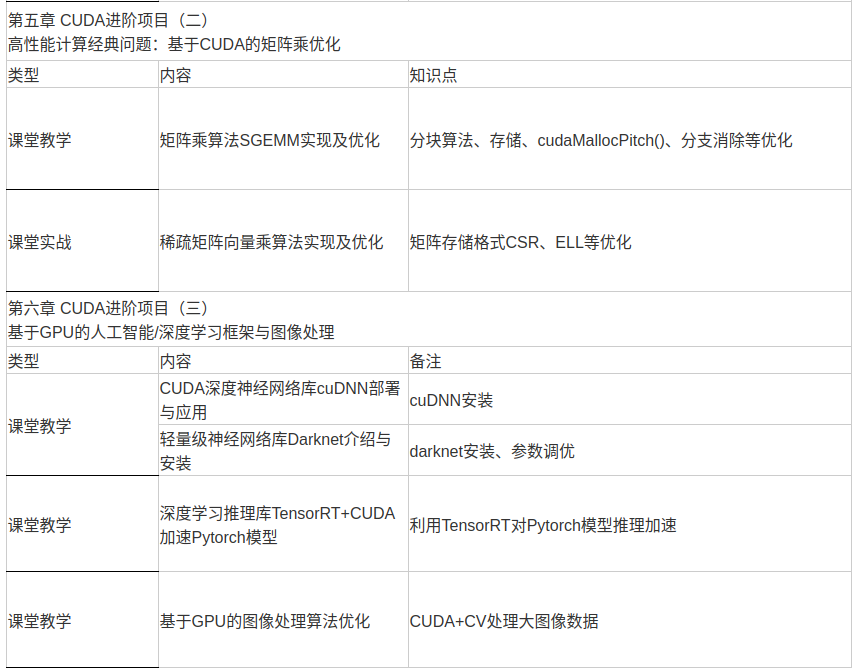 第五章 CUDA进阶项目（二）
高性能计算经典问题：基于CUDA的矩阵乘优化
类型 内容 知识点
课堂教学 矩阵乘算法SGEMM实现及优化 分块算法、存储、cudaMallocPitch()、分支消除等优化
课堂实战 稀疏矩阵向量乘算法实现及优化 矩阵存储格式CSR、ELL等优化
第六章 CUDA进阶项目（三）
基于GPU的人工智能/深度学习框架与图像处理
类型 内容 备注
课堂教学
CUDA深度神经网络库cuDNN部署
与应用
cuDNN安装
轻量级神经网络库Darknet介绍与
安装
darknet安装、参数调优
课堂教学
深度学习推理库TensorRT+CUDA
加速Pytorch模型
利用TensorRT对Pytorch模型推理加速
课堂教学 基于GPU的图像处理算法优化 CUDA+CV处理大图像数据